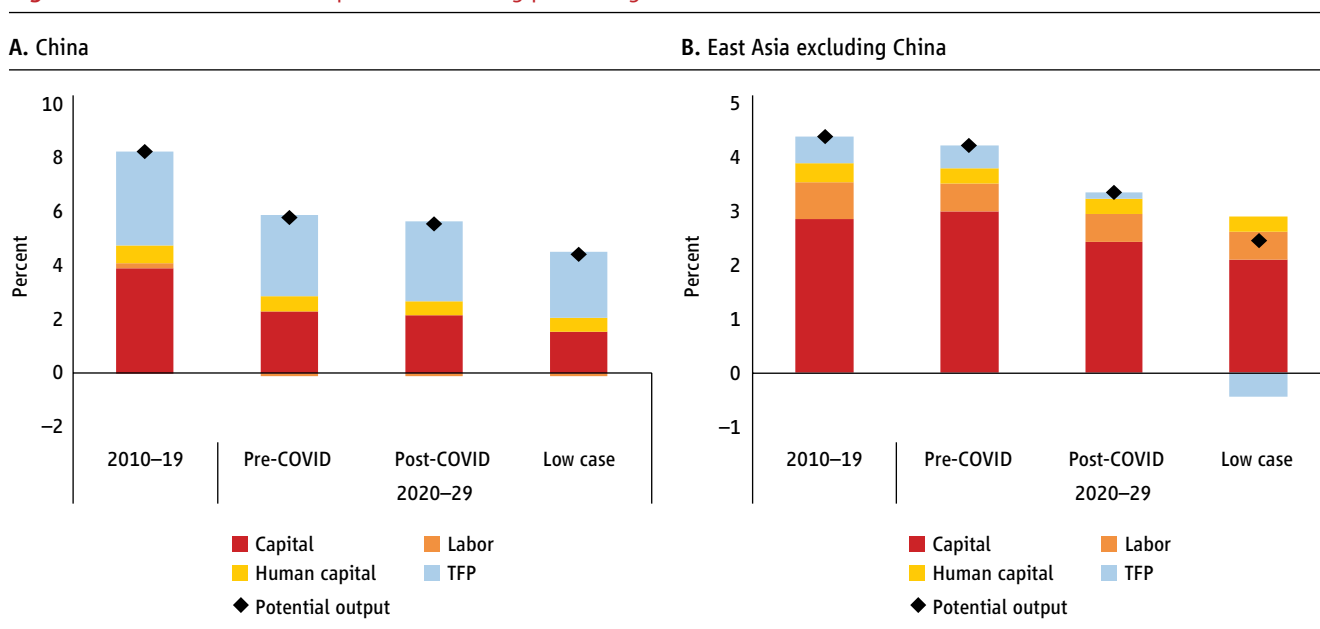 A. China
10
8
6
4
2
0
–2
Percent
2010–19
Pre-COVID
Post-COVID
Low case
2020–29
Capital
Labor
Human capital
TFP
Potential output
B. East Asia excluding China
5
4
3
2
1
0
–1
Percent
2010–19
Pre-COVID
Post-COVID
Low case
2020–29
Capital
Labor
Human capital
TFP
Potential output